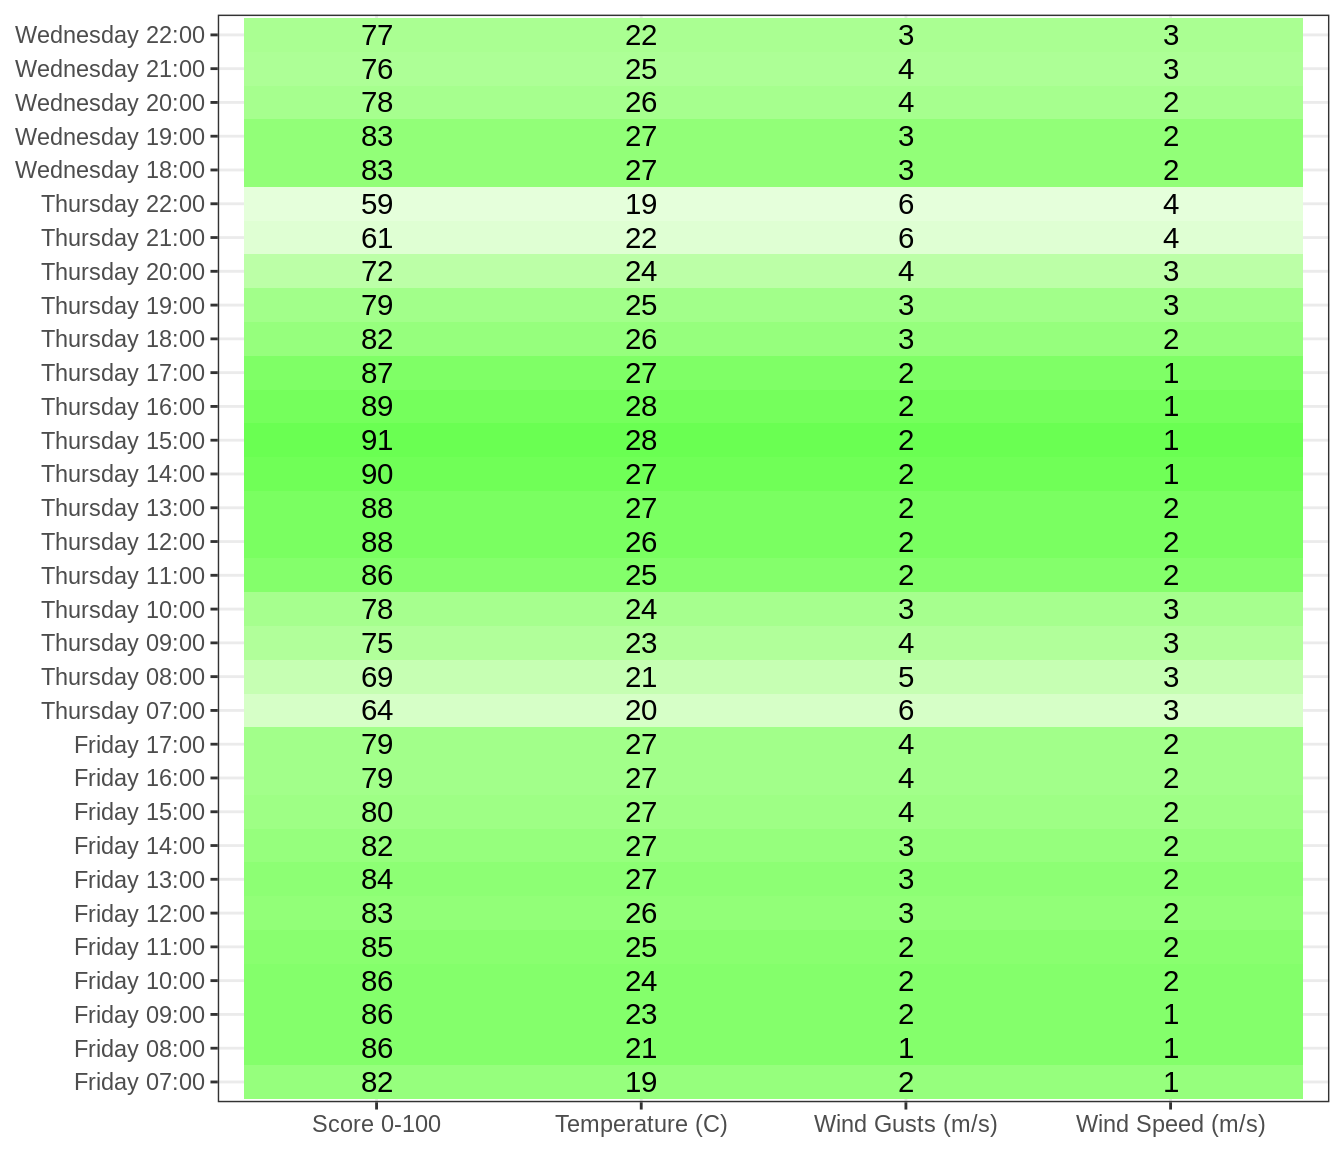 Wednesday 22:00 77 22 3 3
Wednesday 21:00 76 25 4 3
Wednesday 20:00 78 26 4 2
Wednesday 19:00 83 27 3 2
Wednesday 18:00 83 27 3 2
Thursday 22:00 59 19 6 4
Thursday 21:00 61 22 6 4
Thursday 20:00 72 24 4 3
Thursday 19:00 79 25 3 3
Thursday 18:00 82 26 3 2
Thursday 17:00 87 27 2 1
Thursday 16:00 89 28 2 1
Thursday 15:00 91 28 2 1
Thursday 14:00 90 27 2 1
Thursday 13:00 88 27 2 2
Thursday 12:00 88 26 2 2
Thursday 11:00 86 25 2 2
Thursday 10:00 78 24 3 3
Thursday 09:00 75 23 4 3
Thursday 08:00 69 21 5 3
Thursday 07:00 64 20 6 3
Friday 17:00 79 27 4 2
Friday 16:00 79 27 4 2
Friday 15:00 80 27 4 2
Friday 14:00 82 27 3 2
Friday 13:00 84 27 3 2
Friday 12:00 83 26 3 2
Friday 11:00 85 25 2 2
Friday 10:00 86 24 2 2
Friday 09:00 86 23 2 1
Friday 08:00 86 21 1 1
Friday 07:00 82 19 2 1
Score 0-100 Temperature (C) Wind Gusts (m/s) Wind Speed (m/s)